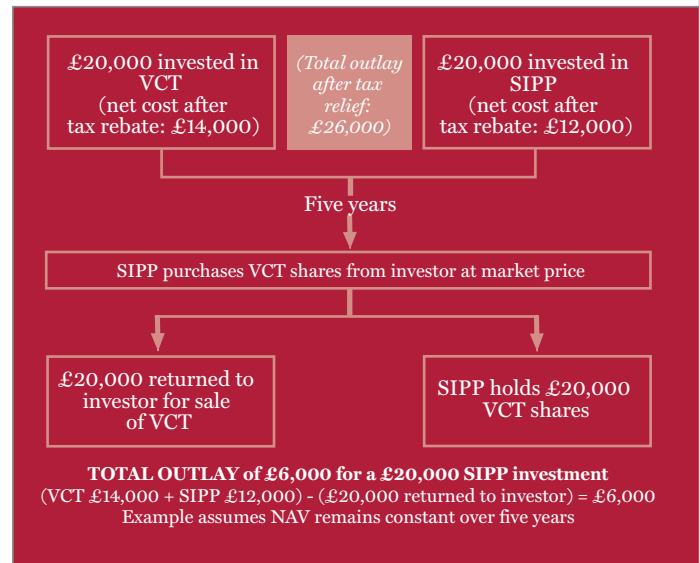 £20,000 invested in
VCT
(net cost after
tax rebate: £14,000)
(Total outlay
after tax
relief:
£26,000)
£20,000 invested in
SIPP
(net cost after
tax rebate: £12,000)
Five years
SIPP purchases VCT shares from investor at market price
£20,000 returned to
investor for sale
of VCT
SIPP holds £20,000
VCT shares
TOTAL OUTLAY of £6,000 for a £20,000 SIPP investment
(VCT £14,000 + SIPP £12,000) - (£20,000 returned to investor) = £6,000
Example assumes NAV remains constant over five years